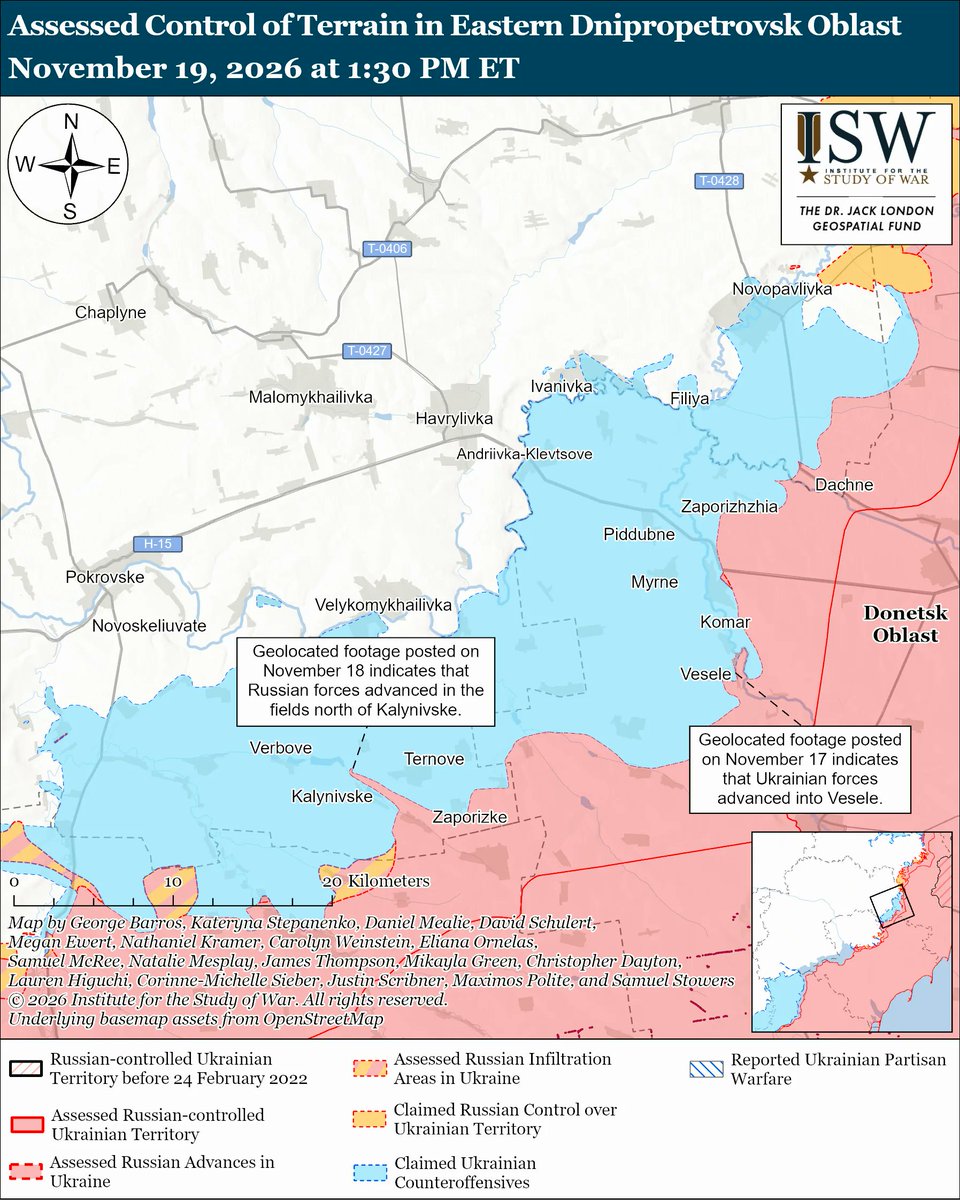 Assessed Control of Terrain in Eastern Dnipropetrovsk Oblast
November 19, 2026 at 1:30 PM ET
N
W
E
S
ISW
INSTITUTE FOR THE
STUDY OF WAR
THE DR. JACK LONDON
GEOSPATIAL FUND
T-0428
T-0406
Novopavlivka
Chaplyne
T-0427
Ivanivka
Malomykhailivka
Filiya
Havrylivka
Andriivka-Klevtsove
Dachne
Zaporizhzhia
Piddubne
H-15
Pokrovske
Myrne
Velykomykhailivka
Novoskeliuvate
Komar
Donetsk
Oblast
Geolocated footage posted on
November 18 indicates that
Russian forces advanced in the
fields north of Kalynivske.
Vesele
Geolocated footage posted
on November 17 indicates
that Ukrainian forces
advanced into Vesele.
Verbove
Ternove
Kalynivske
Zaporizke
0
10
20 Kilometers
Map by George Barros, Kateryna Stepanenko, Daniel Mealie, David Schulert,
Megan Ewert, Nathaniel Kramer, Carolyn Weinstein, Eliana Ornelas,
Samuel McRee, Natalie Mesplay, James Thompson, Mikayla Green, Christopher Dayton,
Lauren Higuchi, Corinne-Michelle Sieber, Justin Scribner, Maximos Polite, and Samuel Stowers
© 2026 Institute for the Study of War. All rights reserved.
Underlying basemap assets from OpenStreetMap
Russian-controlled Ukrainian
Territory before 24 February 2022
Assessed Russian-controlled
Ukrainian Territory
Assessed Russian Advances in
Ukraine
Assessed Russian Infiltration
Areas in Ukraine
Claimed Russian Control over
Ukrainian Territory
Claimed Ukrainian
Counteroffensives
Reported Ukrainian Partisan
Warfare